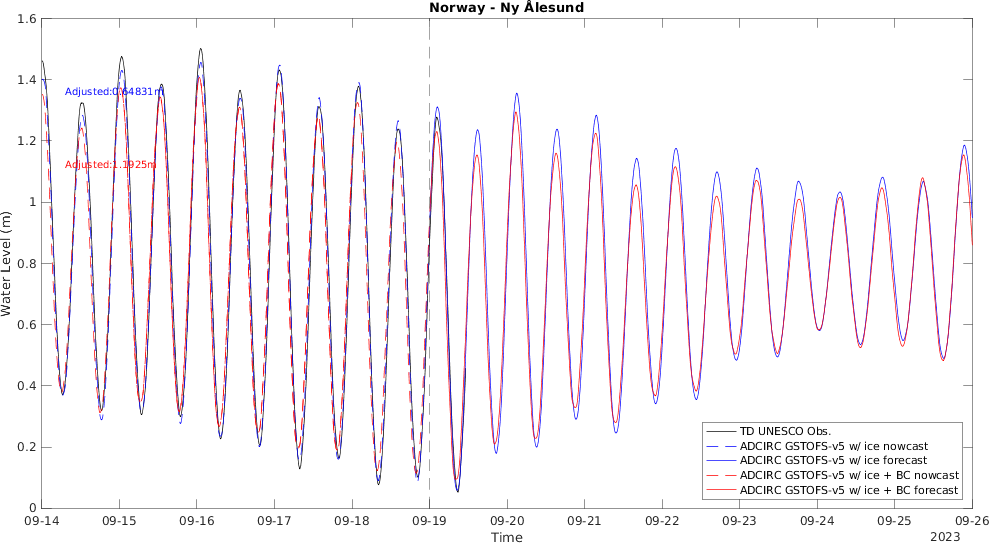 Norway - Ny Ålesund
1.6
1.4
1.2
1
0.8
0.6
0.4
0.2
0
Water Level (m)
Adjusted:0.64831m
Adjusted:1.1925m
TD UNESCO Obs.
ADCIRC GSTOFS-v5 w/ ice nowcast
ADCIRC GSTOFS-v5 w/ ice forecast
ADCIRC GSTOFS-v5 w/ ice + BC nowcast
ADCIRC GSTOFS-v5 w/ ice + BC forecast
09-14 09-15 09-16 09-17 09-18 09-19 09-20 09-21 09-22 09-23 09-24 09-25 09-26
Time
2023